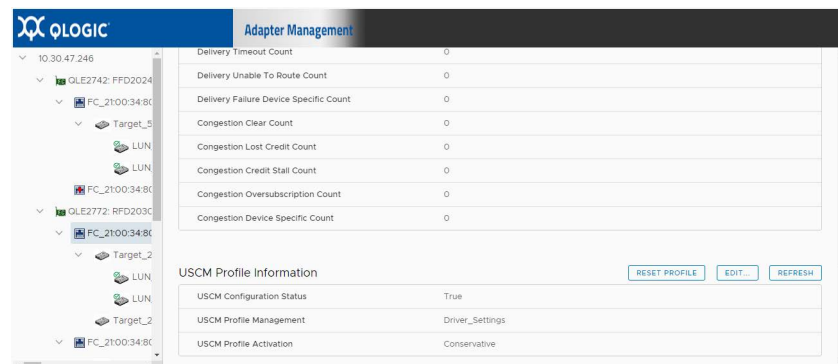 QLOGIC
Adapter Management
10.30.47.246
QLE2742: FFD2024
FC_21:00:34:80
Target_5
LUN
LUN
FC_21:00:34:80
QLE2772: RFD2030
FC_21:00:34:80
Target_2
LUN
LUN
Target_2
FC_21:00:34:80
Delivery Timeout Count 0
Delivery Unable To Route Count 0
Delivery Failure Device Specific Count 0
Congestion Clear Count 0
Congestion Lost Credit Count 0
Congestion Credit Stall Count 0
Congestion Oversubscription Count 0
Congestion Device Specific Count 0
USCM Profile Information RESET PROFILE EDIT... REFRESH
USCM Configuration Status True
USCM Profile Management Driver_Settings
USCM Profile Activation Conservative